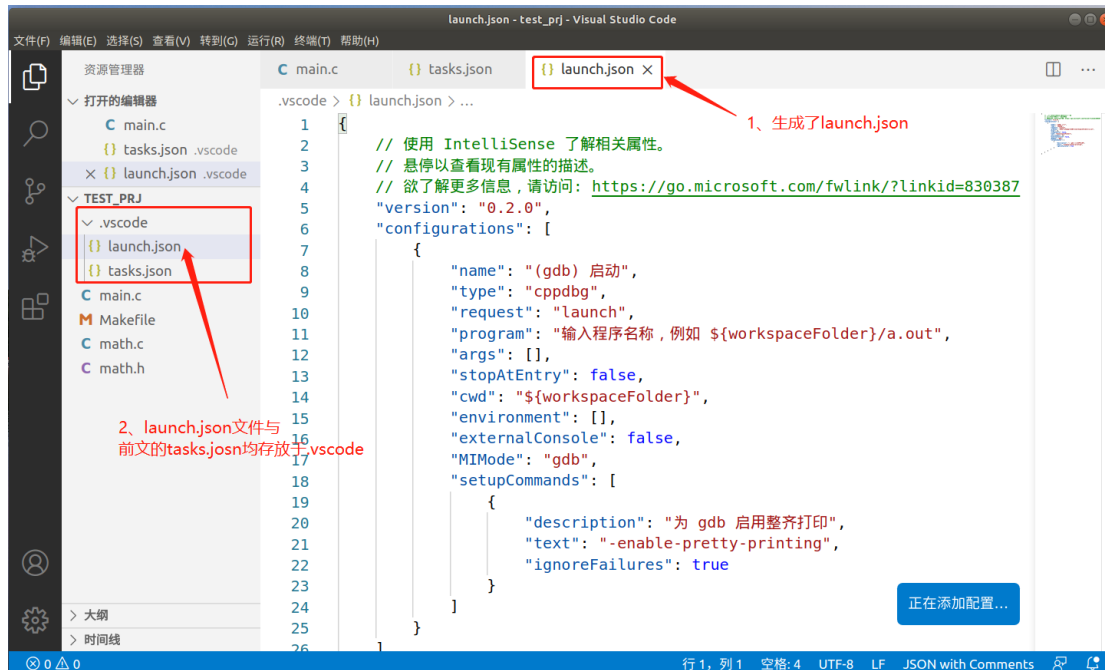 launch.json - test_prj - Visual Studio Code
文件(F) 编辑(E) 选择(S) 查看(V) 转到(G) 运行(R) 终端(T) 帮助(H)
资源管理器
打开的编辑器
main.c
tasks.json .vscode
launch.json .vscode
TEST_PRJ
.vscode
launch.json
tasks.json
main.c
Makefile
math.c
math.h
大纲
时间线
main.c
tasks.json
launch.json
.vscode > {} launch.json > ...
1 {
2 // 使用 IntelliSense 了解相关属性。
3 // 悬停以查看现有属性的描述。
4 // 欲了解更多信息，请访问: https://go.microsoft.com/fwlink/?linkid=830387
5 "version": "0.2.0",
6 "configurations": [
7 {
8 "name": "(gdb) 启动",
9 "type": "cppdbg",
10 "request": "launch",
11 "program": "输入程序名称，例如 ${workspaceFolder}/a.out",
12 "args": [],
13 "stopAtEntry": false,
14 "cwd": "${workspaceFolder}",
15 "environment": [],
16 "externalConsole": false,
17 "MIMode": "gdb",
18 "setupCommands": [
19 {
20 "description": "为 gdb 启用整齐打印",
21 "text": "-enable-pretty-printing",
22 "ignoreFailures": true
23 }
24 ]
25 }
26 ]
1、生成了launch.json
2、launch.json文件与
前文的tasks.josn均存放于.vscode
正在添加配置...
0 0
行 1，列 1 空格: 4 UTF-8 LF JSON with Comments